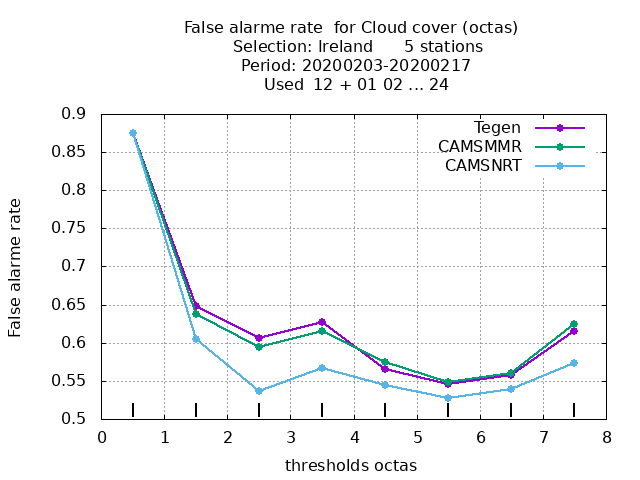 False alarme rate  for Cloud cover (octas)
Selection: Ireland      5 stations
Period: 20200203-20200217
Used  12 + 01 02 ... 24
Tegen
CAMSMMR
CAMSNRT
False alarme rate
0.9
0.85
0.8
0.75
0.7
0.65
0.6
0.55
0.5
0 1 2 3 4 5 6 7 8
thresholds octas